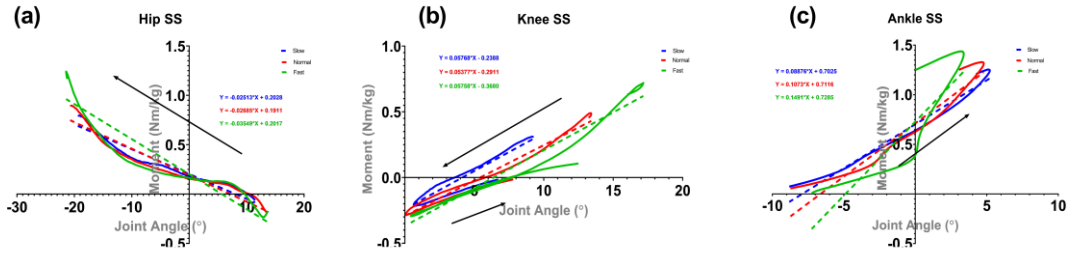 (a)
Hip SS
1.5
1.0
0.5
-0.5
-30
-20
-10
10
20
Moment (Nm/kg)
Joint Angle (°)
Slow
Normal
Fast
Y = -0.02513*X + 0.2028
Y = -0.02685*X + 0.1911
Y = -0.03549*X + 0.2017
(b)
Knee SS
1.0
0.5
0.0
-0.5
5
10
15
20
Moment (Nm/kg)
Joint Angle (°)
Slow
Normal
Fast
Y = 0.05768*X - 0.2388
Y = 0.05377*X - 0.2911
Y = 0.05788*X - 0.3680
(c)
Ankle SS
1.5
1.0
0.5
-0.5
-10
-5
5
10
Moment (Nm/kg)
Joint Angle (°)
Slow
Normal
Fast
Y = 0.08876*X + 0.7025
Y = 0.1073*X + 0.7116
Y = 0.1491*X + 0.7285